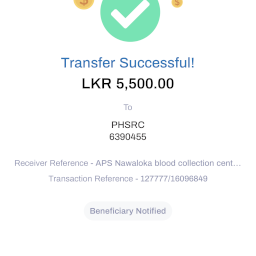 Transfer Successful!
LKR 5,500.00
To
PHSRC
6390455
Receiver Reference - APS Nawaloka blood collection cent...
Transaction Reference - 127777/16096849
Beneficiary Notified